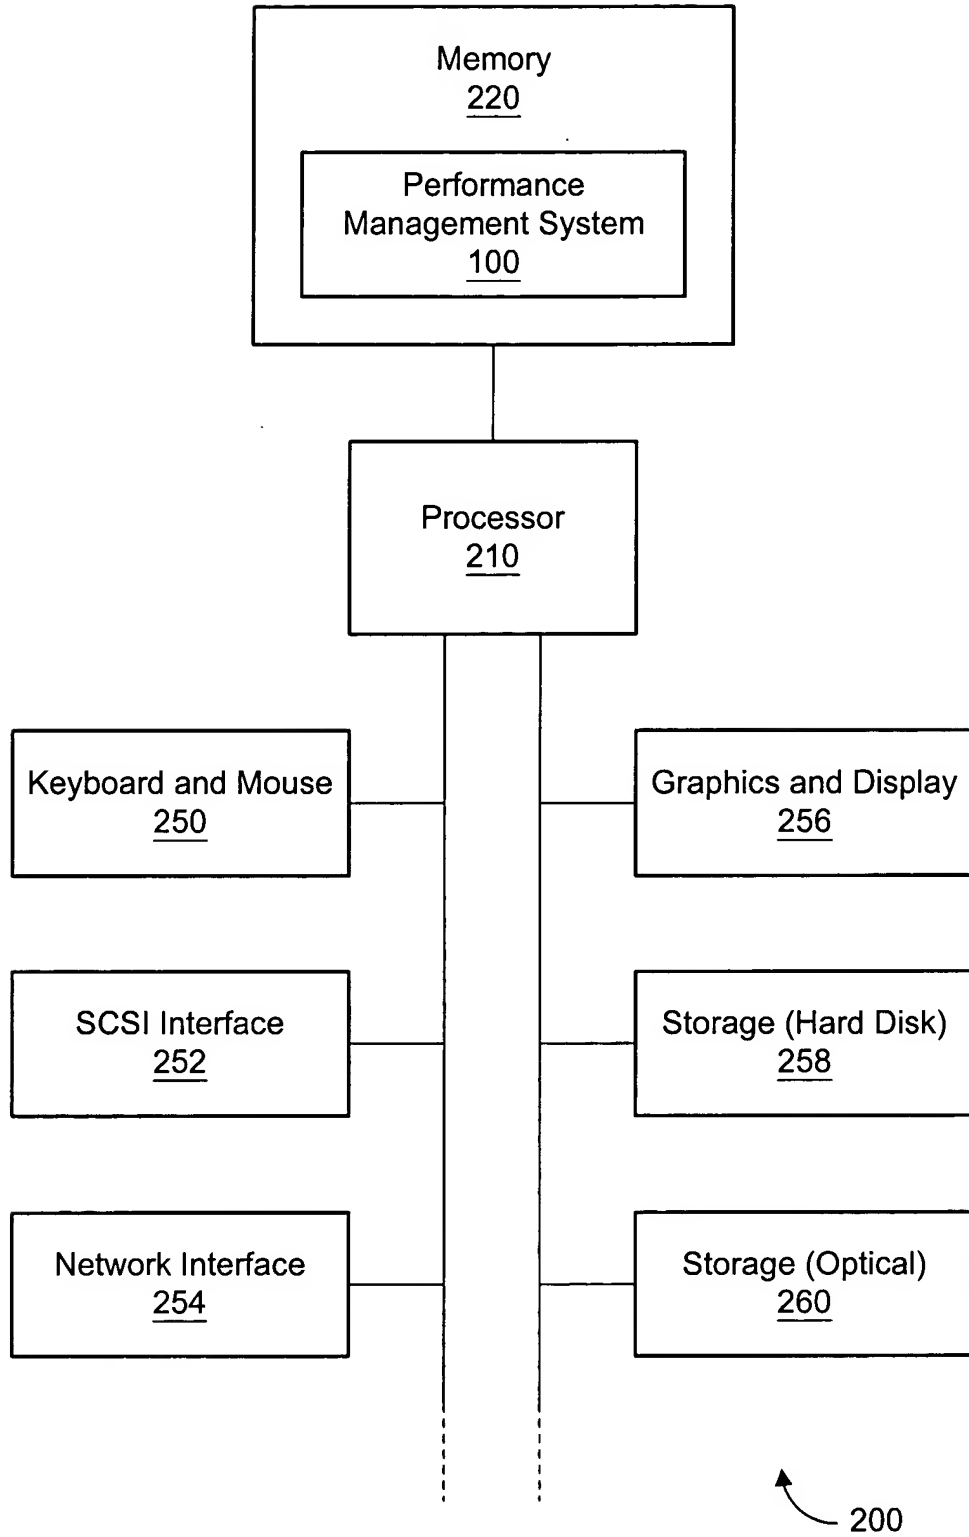 Memory
220
Performance
Management System
100
Processor
210
Keyboard and Mouse
250
Graphics and Display
256
SCSI Interface
252
Storage (Hard Disk)
258
Network Interface
254
Storage (Optical)
260
200